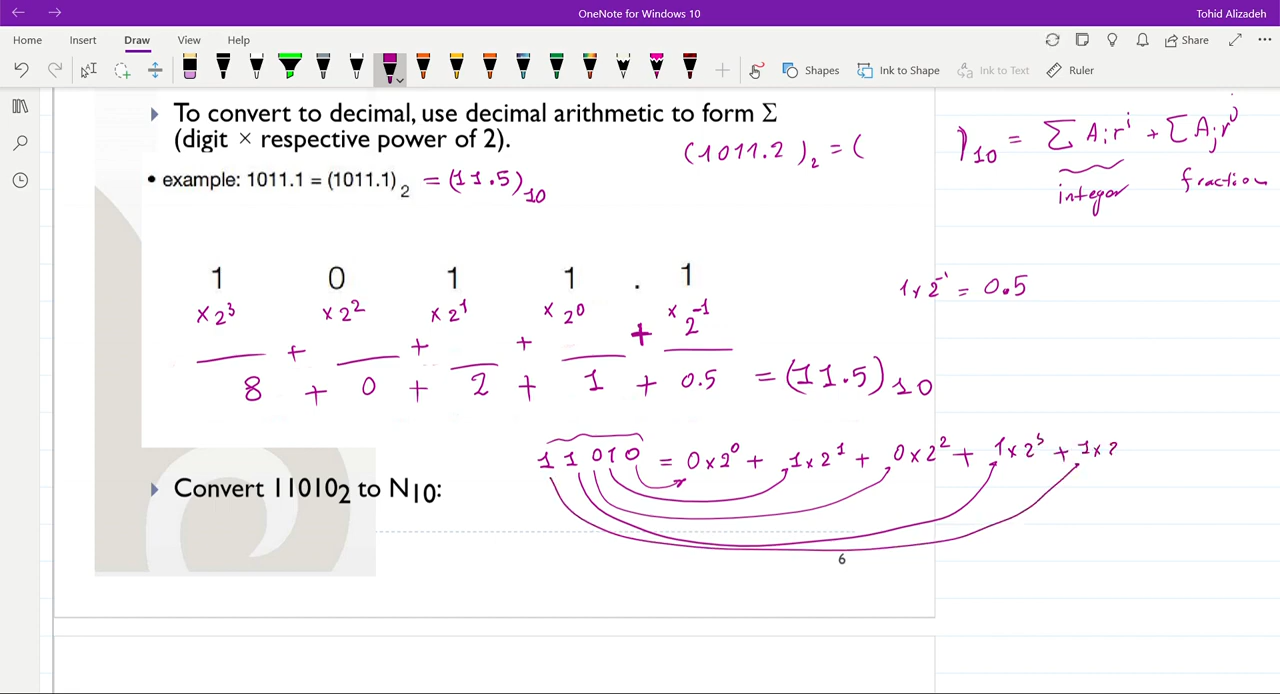 OneNote for Windows 10
Tohid Alizadeh
Home Insert Draw View Help
Share
Shapes Ink to Shape Ink to Text Ruler
To convert to decimal, use decimal arithmetic to form Σ
(digit × respective power of 2).
(1011.2)₂ = (
)₁₀ = Σ Aᵢrⁱ + Σ Aⱼrʲ
integer
fraction
• example: 1011.1 = (1011.1)₂ = (11.5)₁₀
1 0 1 1 . 1
×2³ ×2² ×2¹ ×2⁰ ×2⁻¹
1×2⁻¹ = 0.5
+ + + +
8 + 0 + 2 + 1 + 0.5 = (11.5)₁₀
11010 = 0×2⁰ + 1×2¹ + 0×2² + 1×2³ + 1×2
Convert 11010₂ to N₁₀:
6